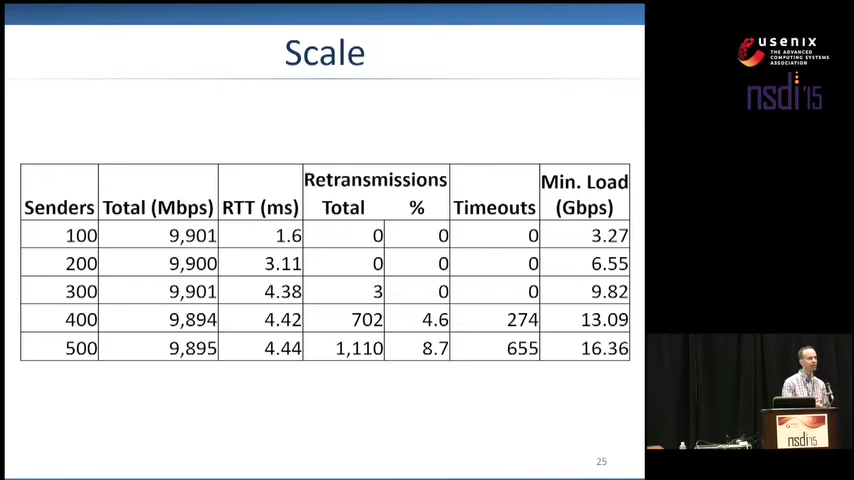 Scale
Senders Total (Mbps) RTT (ms) Retransmissions Total % Timeouts Min. Load (Gbps)
100 9,901 1.6 0 0 0 3.27
200 9,900 3.11 0 0 0 6.55
300 9,901 4.38 3 0 0 9.82
400 9,894 4.42 702 4.6 274 13.09
500 9,895 4.44 1,110 8.7 655 16.36
25
usenix
THE ADVANCED
COMPUTING SYSTEMS
ASSOCIATION
nsdi '15
nsdi'15